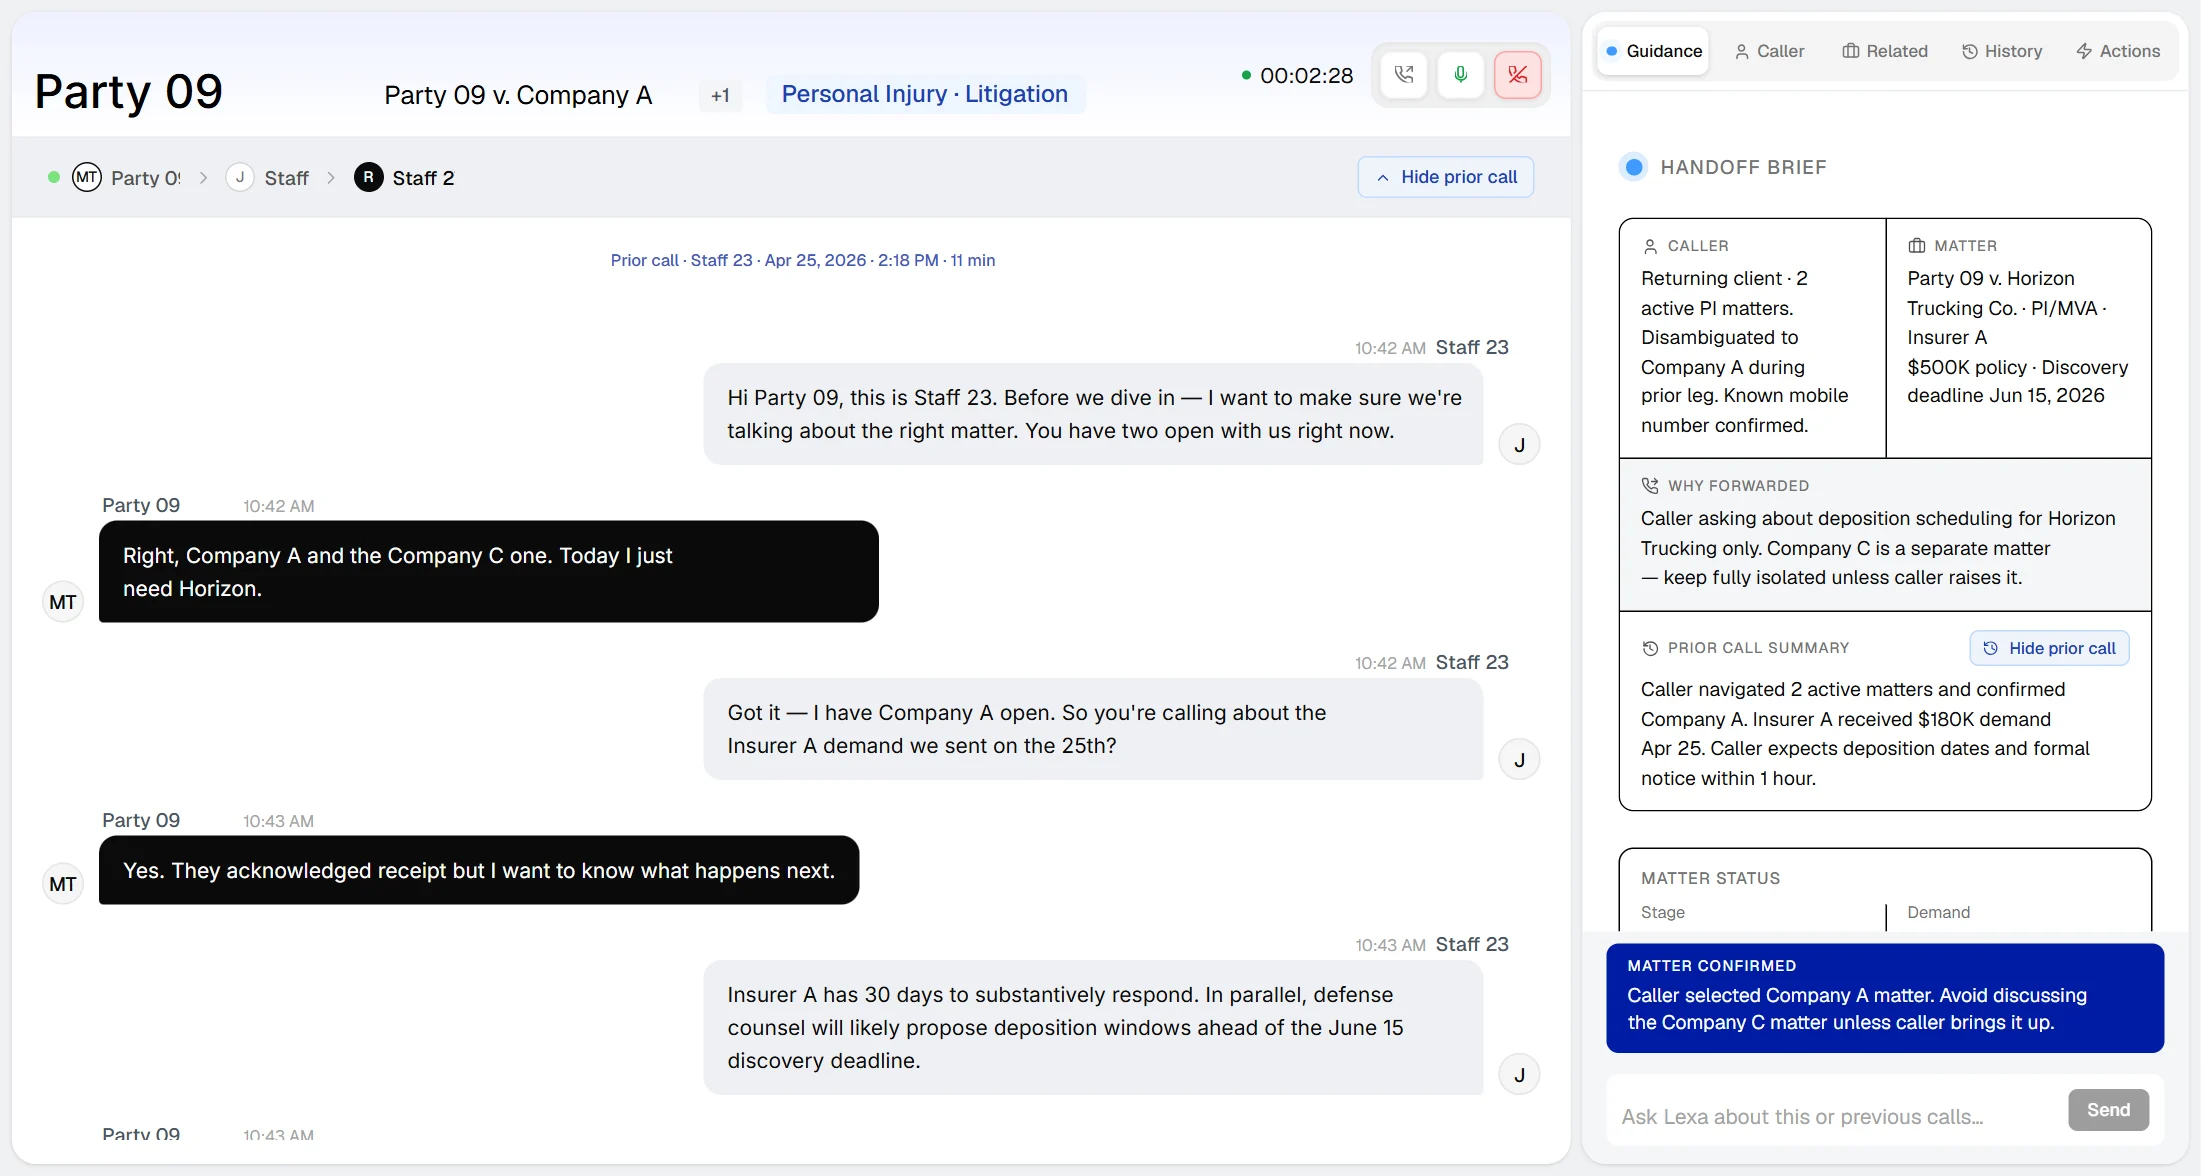 Party 09
Party 09 v. Company A
+1
Personal Injury · Litigation
00:02:28
MT Party 09
J Staff
R Staff 2
Hide prior call
Prior call · Staff 23 · Apr 25, 2026 · 2:18 PM · 11 min
10:42 AM Staff 23
Hi Party 09, this is Staff 23. Before we dive in — I want to make sure we're
talking about the right matter. You have two open with us right now.
J
Party 09 10:42 AM
Right, Company A and the Company C one. Today I just
need Horizon.
MT
10:42 AM Staff 23
Got it — I have Company A open. So you're calling about the
Insurer A demand we sent on the 25th?
J
Party 09 10:43 AM
Yes. They acknowledged receipt but I want to know what happens next.
MT
10:43 AM Staff 23
Insurer A has 30 days to substantively respond. In parallel, defense
counsel will likely propose deposition windows ahead of the June 15
discovery deadline.
J
Party 09 10:43 AM
Guidance
Caller
Related
History
Actions
HANDOFF BRIEF
CALLER
Returning client · 2
active PI matters.
Disambiguated to
Company A during
prior leg. Known mobile
number confirmed.
MATTER
Party 09 v. Horizon
Trucking Co. · PI/MVA ·
Insurer A
$500K policy · Discovery
deadline Jun 15, 2026
WHY FORWARDED
Caller asking about deposition scheduling for Horizon
Trucking only. Company C is a separate matter
— keep fully isolated unless caller raises it.
PRIOR CALL SUMMARY
Hide prior call
Caller navigated 2 active matters and confirmed
Company A. Insurer A received $180K demand
Apr 25. Caller expects deposition dates and formal
notice within 1 hour.
MATTER STATUS
Stage
Demand
MATTER CONFIRMED
Caller selected Company A matter. Avoid discussing
the Company C matter unless caller brings it up.
Ask Lexa about this or previous calls...
Send